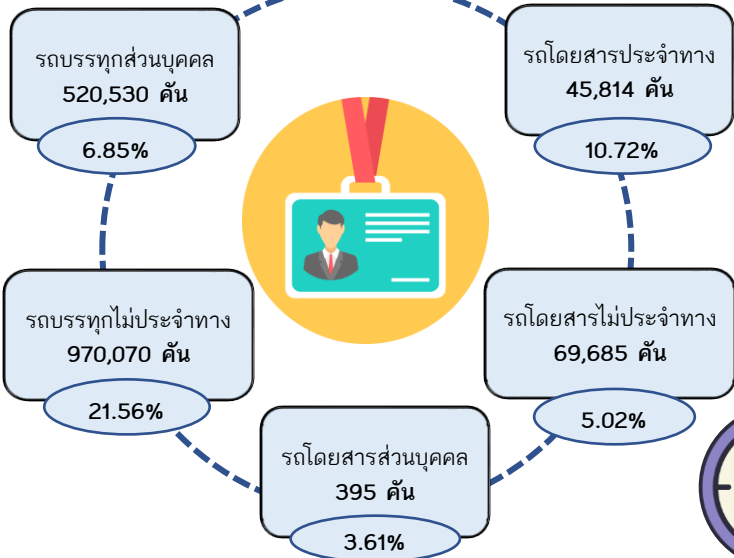 รถบรรทุกส่วนบุคคล
520,530 คัน
6.85%
รถโดยสารประจำทาง
45,814 คัน
10.72%
รถบรรทุกไม่ประจำทาง
970,070 คัน
21.56%
รถโดยสารไม่ประจำทาง
69,685 คัน
5.02%
รถโดยสารส่วนบุคคล
395 คัน
3.61%